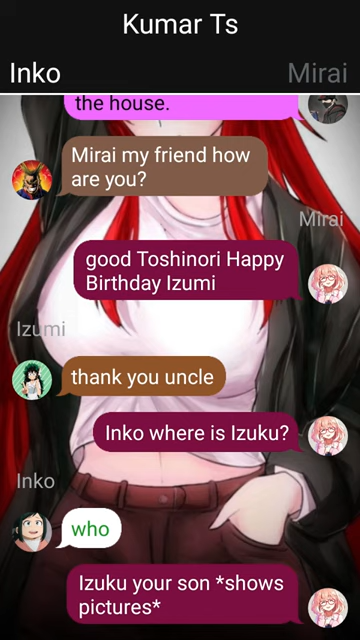 Kumar Ts
Inko
Mirai
the house.
Mirai my friend how
are you?
Mirai
good Toshinori Happy
Birthday Izumi
Izumi
thank you uncle
Inko where is Izuku?
Inko
who
Izuku your son *shows
pictures*